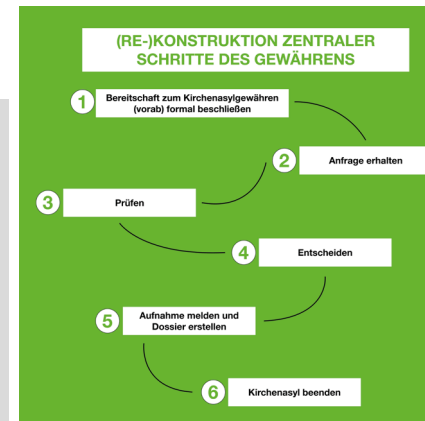 (RE-)KONSTRUKTION ZENTRALER
SCHRITTE DES GEWÄHRENS
1
Bereitschaft zum Kirchenasylgewähren
(vorab) formal beschließen
2
Anfrage erhalten
3
Prüfen
4
Entscheiden
5
Aufnahme melden und
Dossier erstellen
6
Kirchenasyl beenden